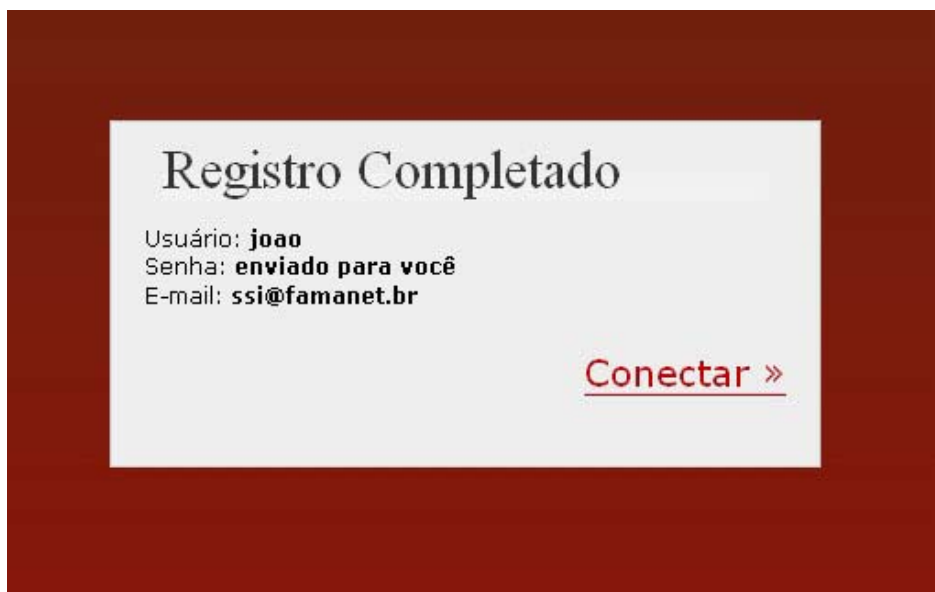 Registro Completado
Usuário: joao
Senha: enviado para você
E-mail: ssi@famanet.br
Conectar »